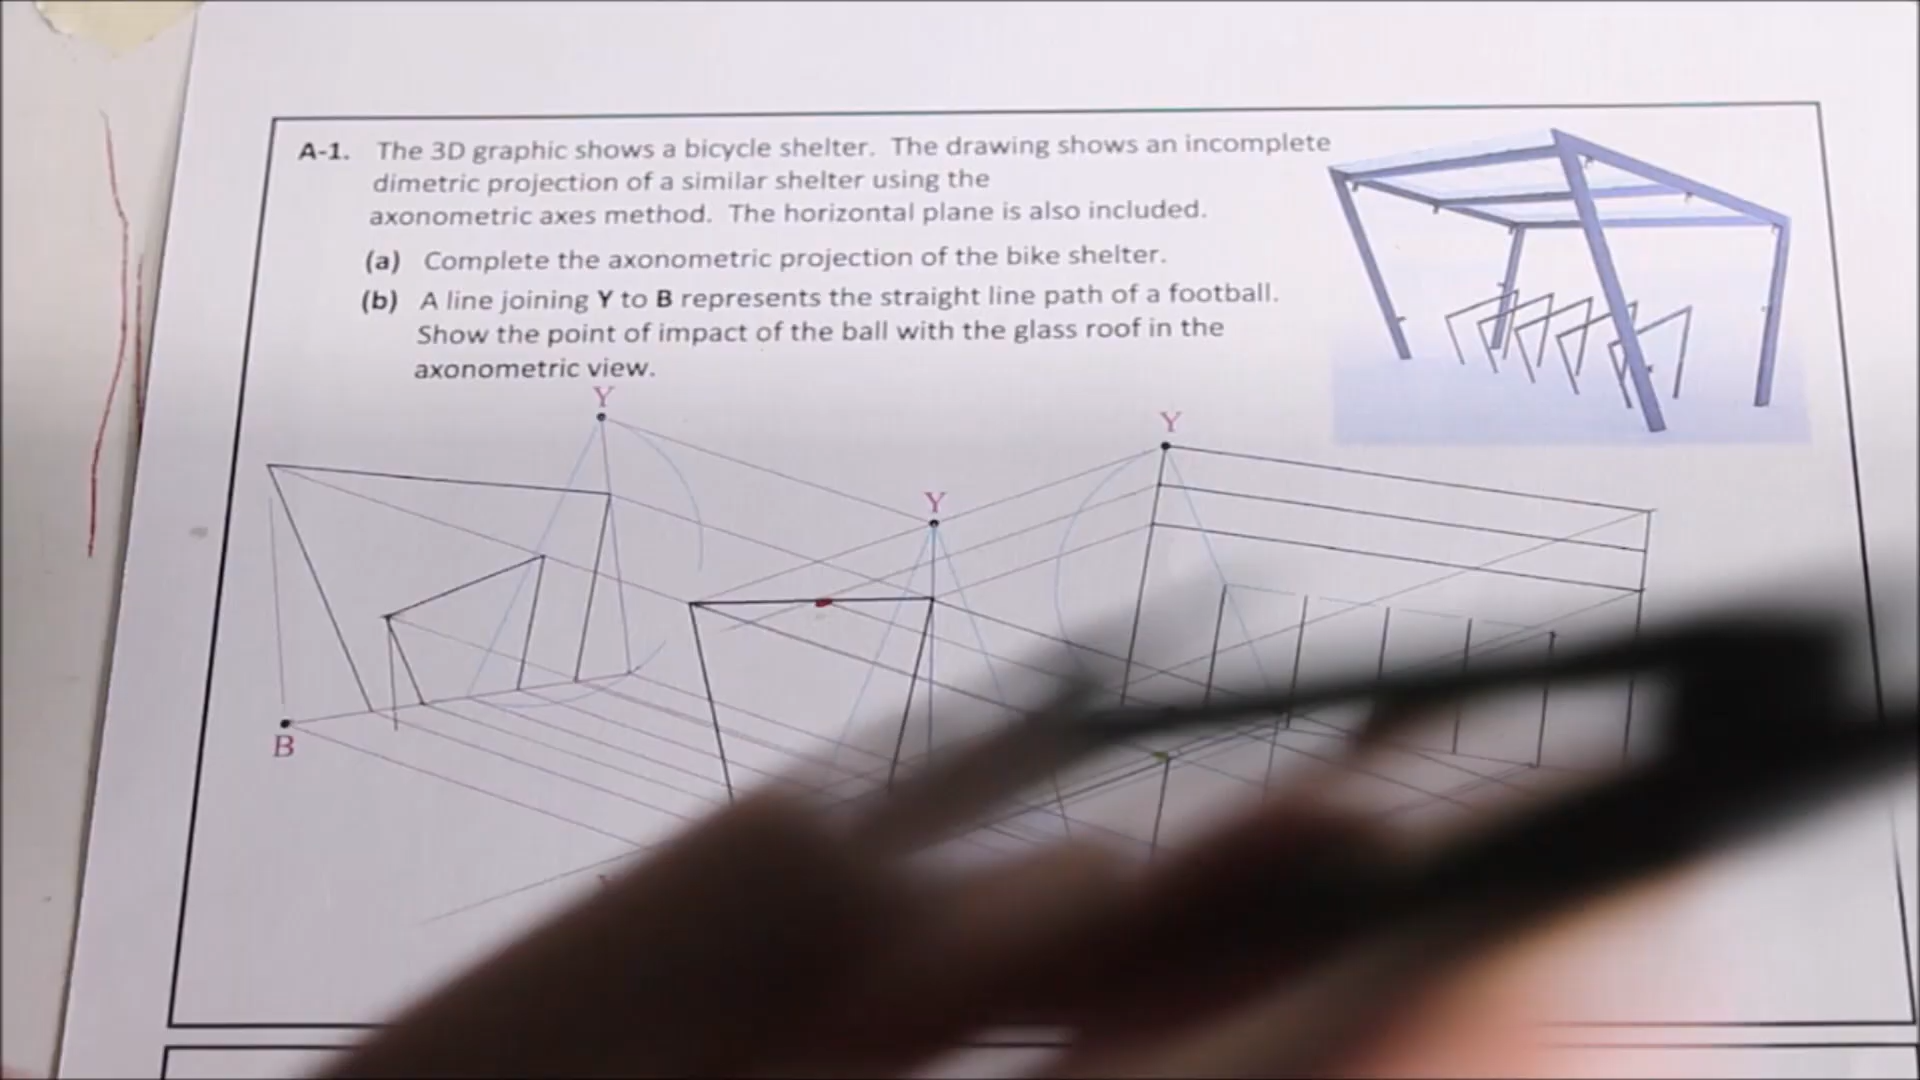 A-1. The 3D graphic shows a bicycle shelter. The drawing shows an incomplete
dimetric projection of a similar shelter using the
axonometric axes method. The horizontal plane is also included.
(a) Complete the axonometric projection of the bike shelter.
(b) A line joining Y to B represents the straight line path of a football.
Show the point of impact of the ball with the glass roof in the
axonometric view.
Y
Y
Y
B